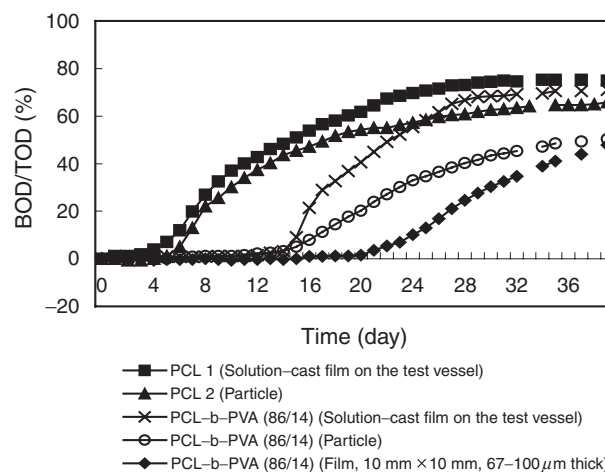 100
80
60
40
20
0
−20
BOD/TOD (%)
0 4 8 12 16 20 24 28 32 36
Time (day)
PCL 1 (Solution–cast film on the test vessel)
PCL 2 (Particle)
PCL–b–PVA (86/14) (Solution–cast film on the test vessel)
PCL–b–PVA (86/14) (Particle)
PCL–b–PVA (86/14) (Film, 10 mm × 10 mm, 67–100 μm thick)